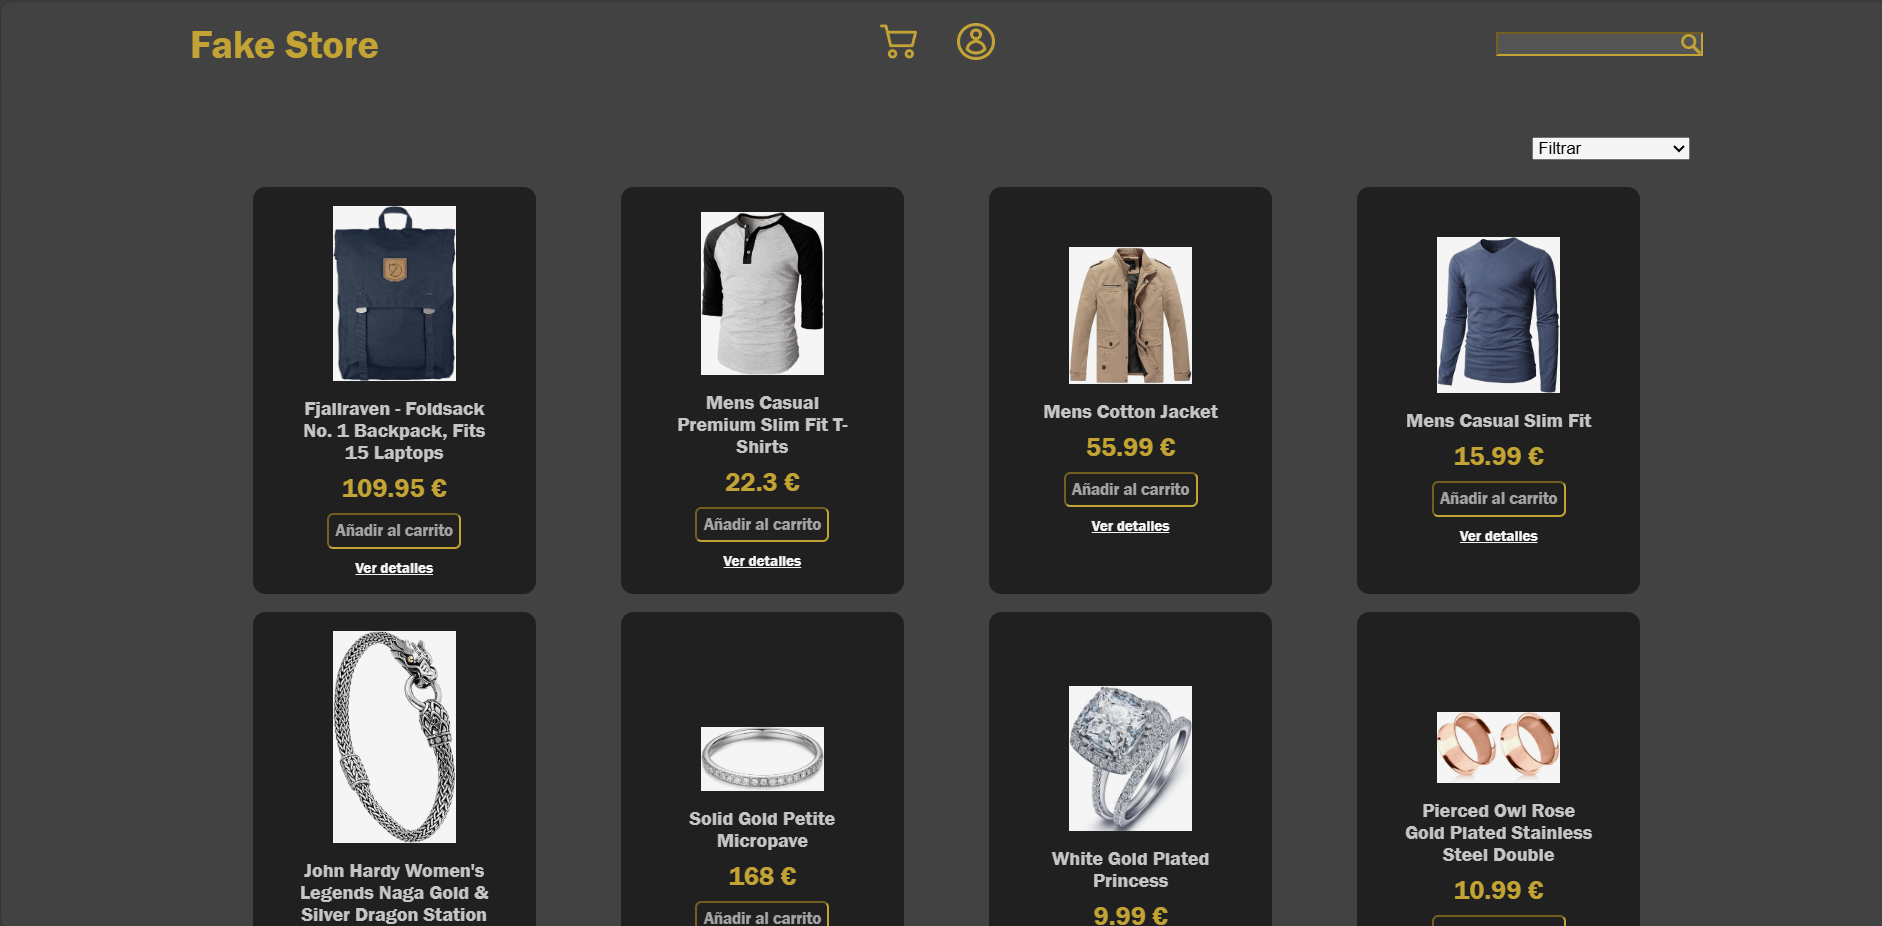 Fake Store
Filtrar
Fjallraven - Foldsack
No. 1 Backpack, Fits
15 Laptops
109.95 €
Añadir al carrito
Ver detalles
Mens Casual
Premium Slim Fit T-
Shirts
22.3 €
Añadir al carrito
Ver detalles
Mens Cotton Jacket
55.99 €
Añadir al carrito
Ver detalles
Mens Casual Slim Fit
15.99 €
Añadir al carrito
Ver detalles
John Hardy Women's
Legends Naga Gold &
Silver Dragon Station
Solid Gold Petite
Micropave
168 €
Añadir al carrito
White Gold Plated
Princess
9.99 €
Pierced Owl Rose
Gold Plated Stainless
Steel Double
10.99 €